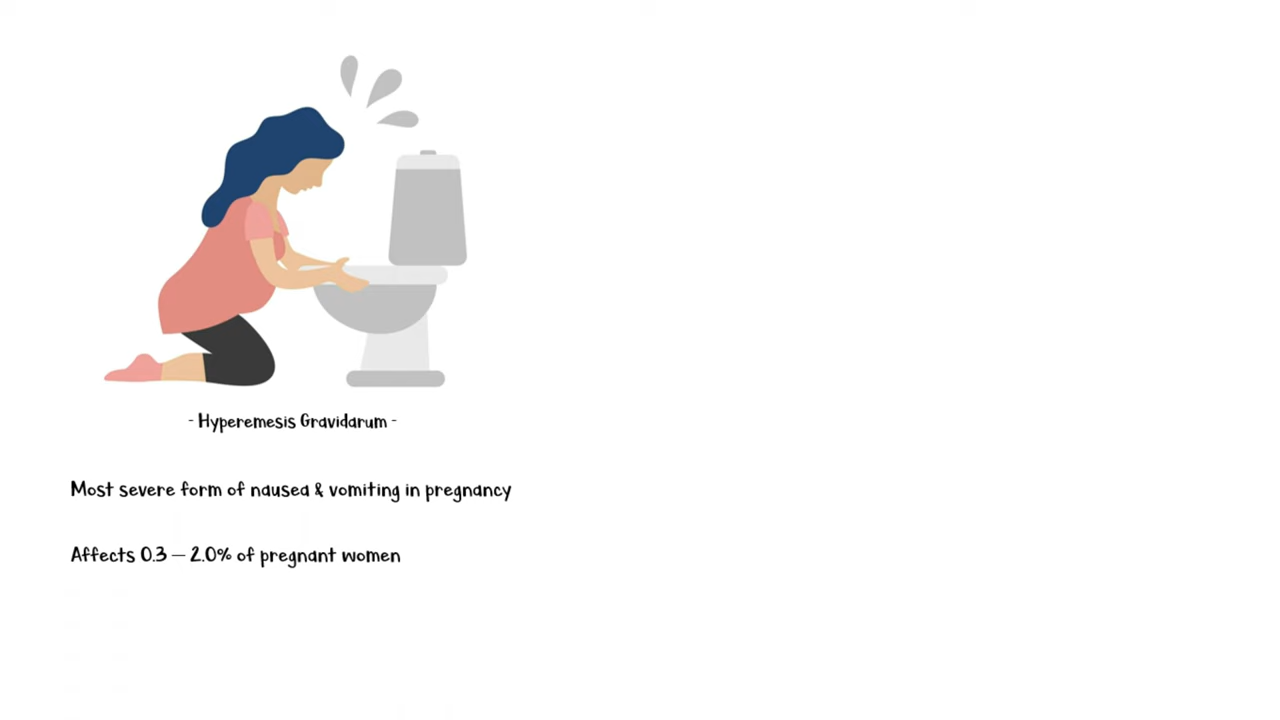 - Hyperemesis Gravidarum -
Most severe form of nausea & vomiting in pregnancy
Affects 0.3 – 2.0% of pregnant women